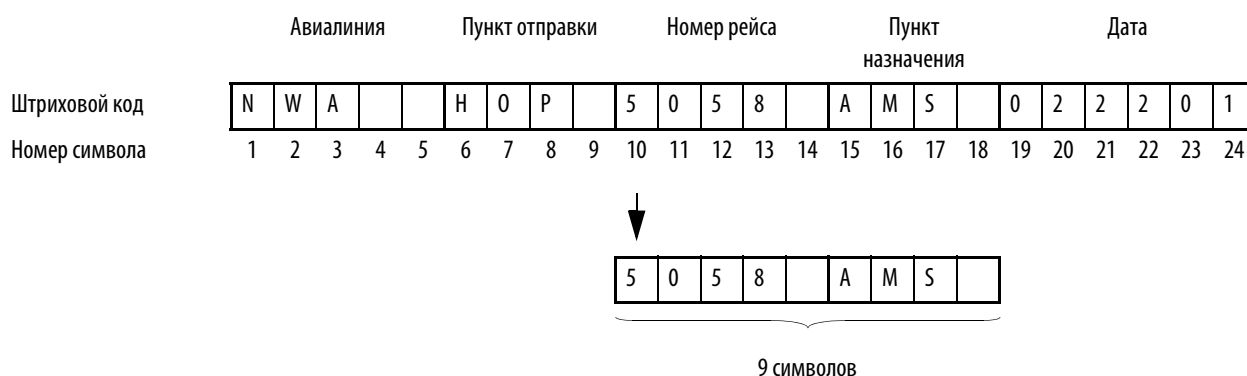 Авиалиния Пункт отправки Номер рейса Пункт назначения Дата
Штриховой код N W A H O P 5 0 5 8 A M S 0 2 2 2 0 1
Номер символа 1 2 3 4 5 6 7 8 9 10 11 12 13 14 15 16 17 18 19 20 21 22 23 24
5 0 5 8 A M S
9 символов